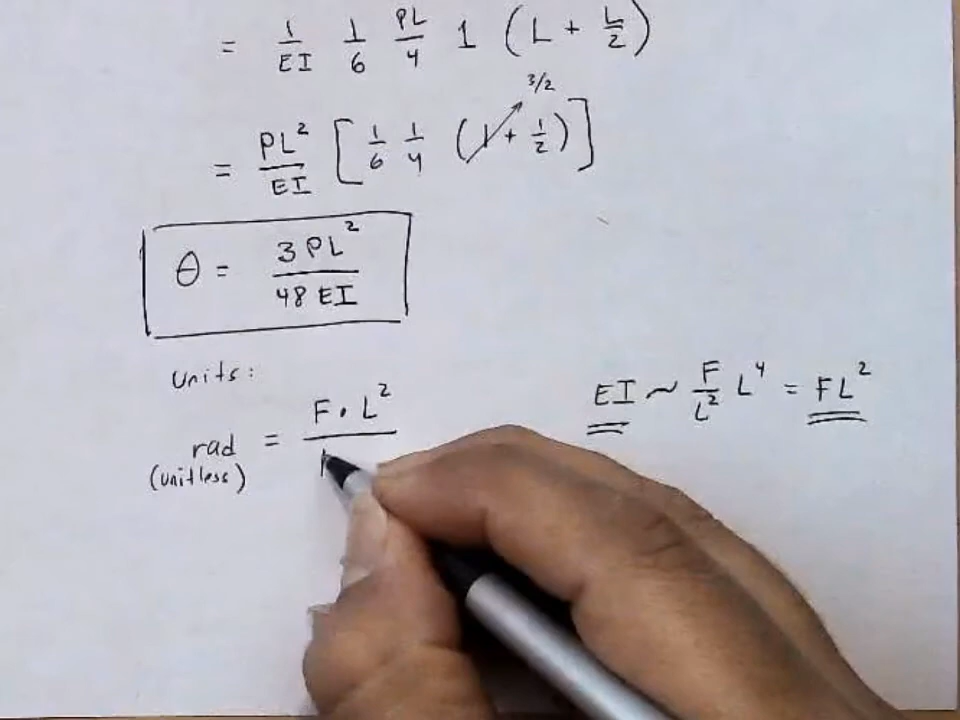 = 1/EI 1/6 PL/4 1 (L + L/2)
3/2
= PL²/EI [ 1/6 1/4 (1 + 1/2) ]
θ = 3PL²/48EI
Units:
EI ~ F/L² L⁴ = FL²
rad = F · L²
(unitless)